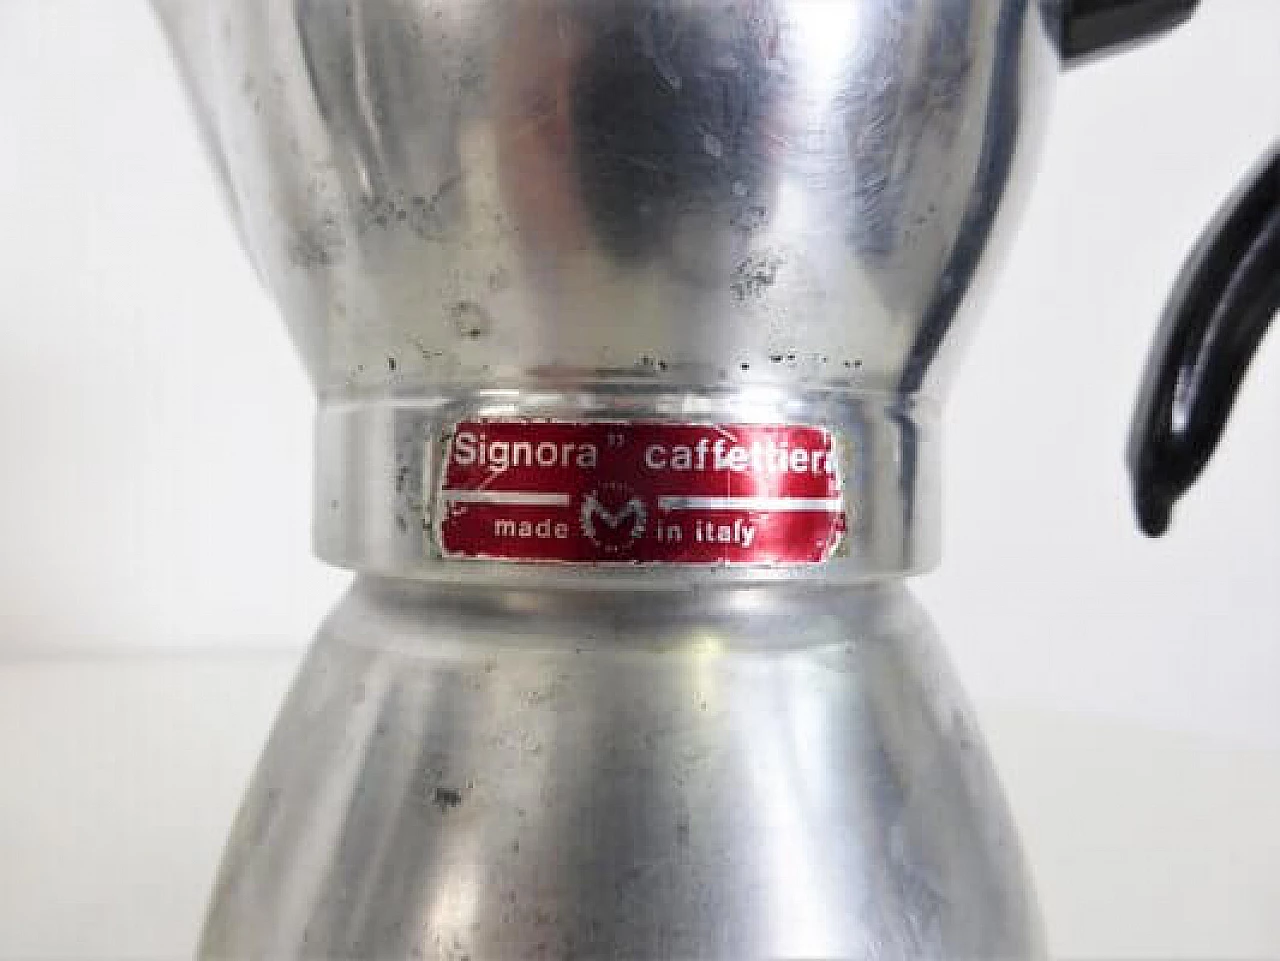 Signora” caffettiera
made M in italy